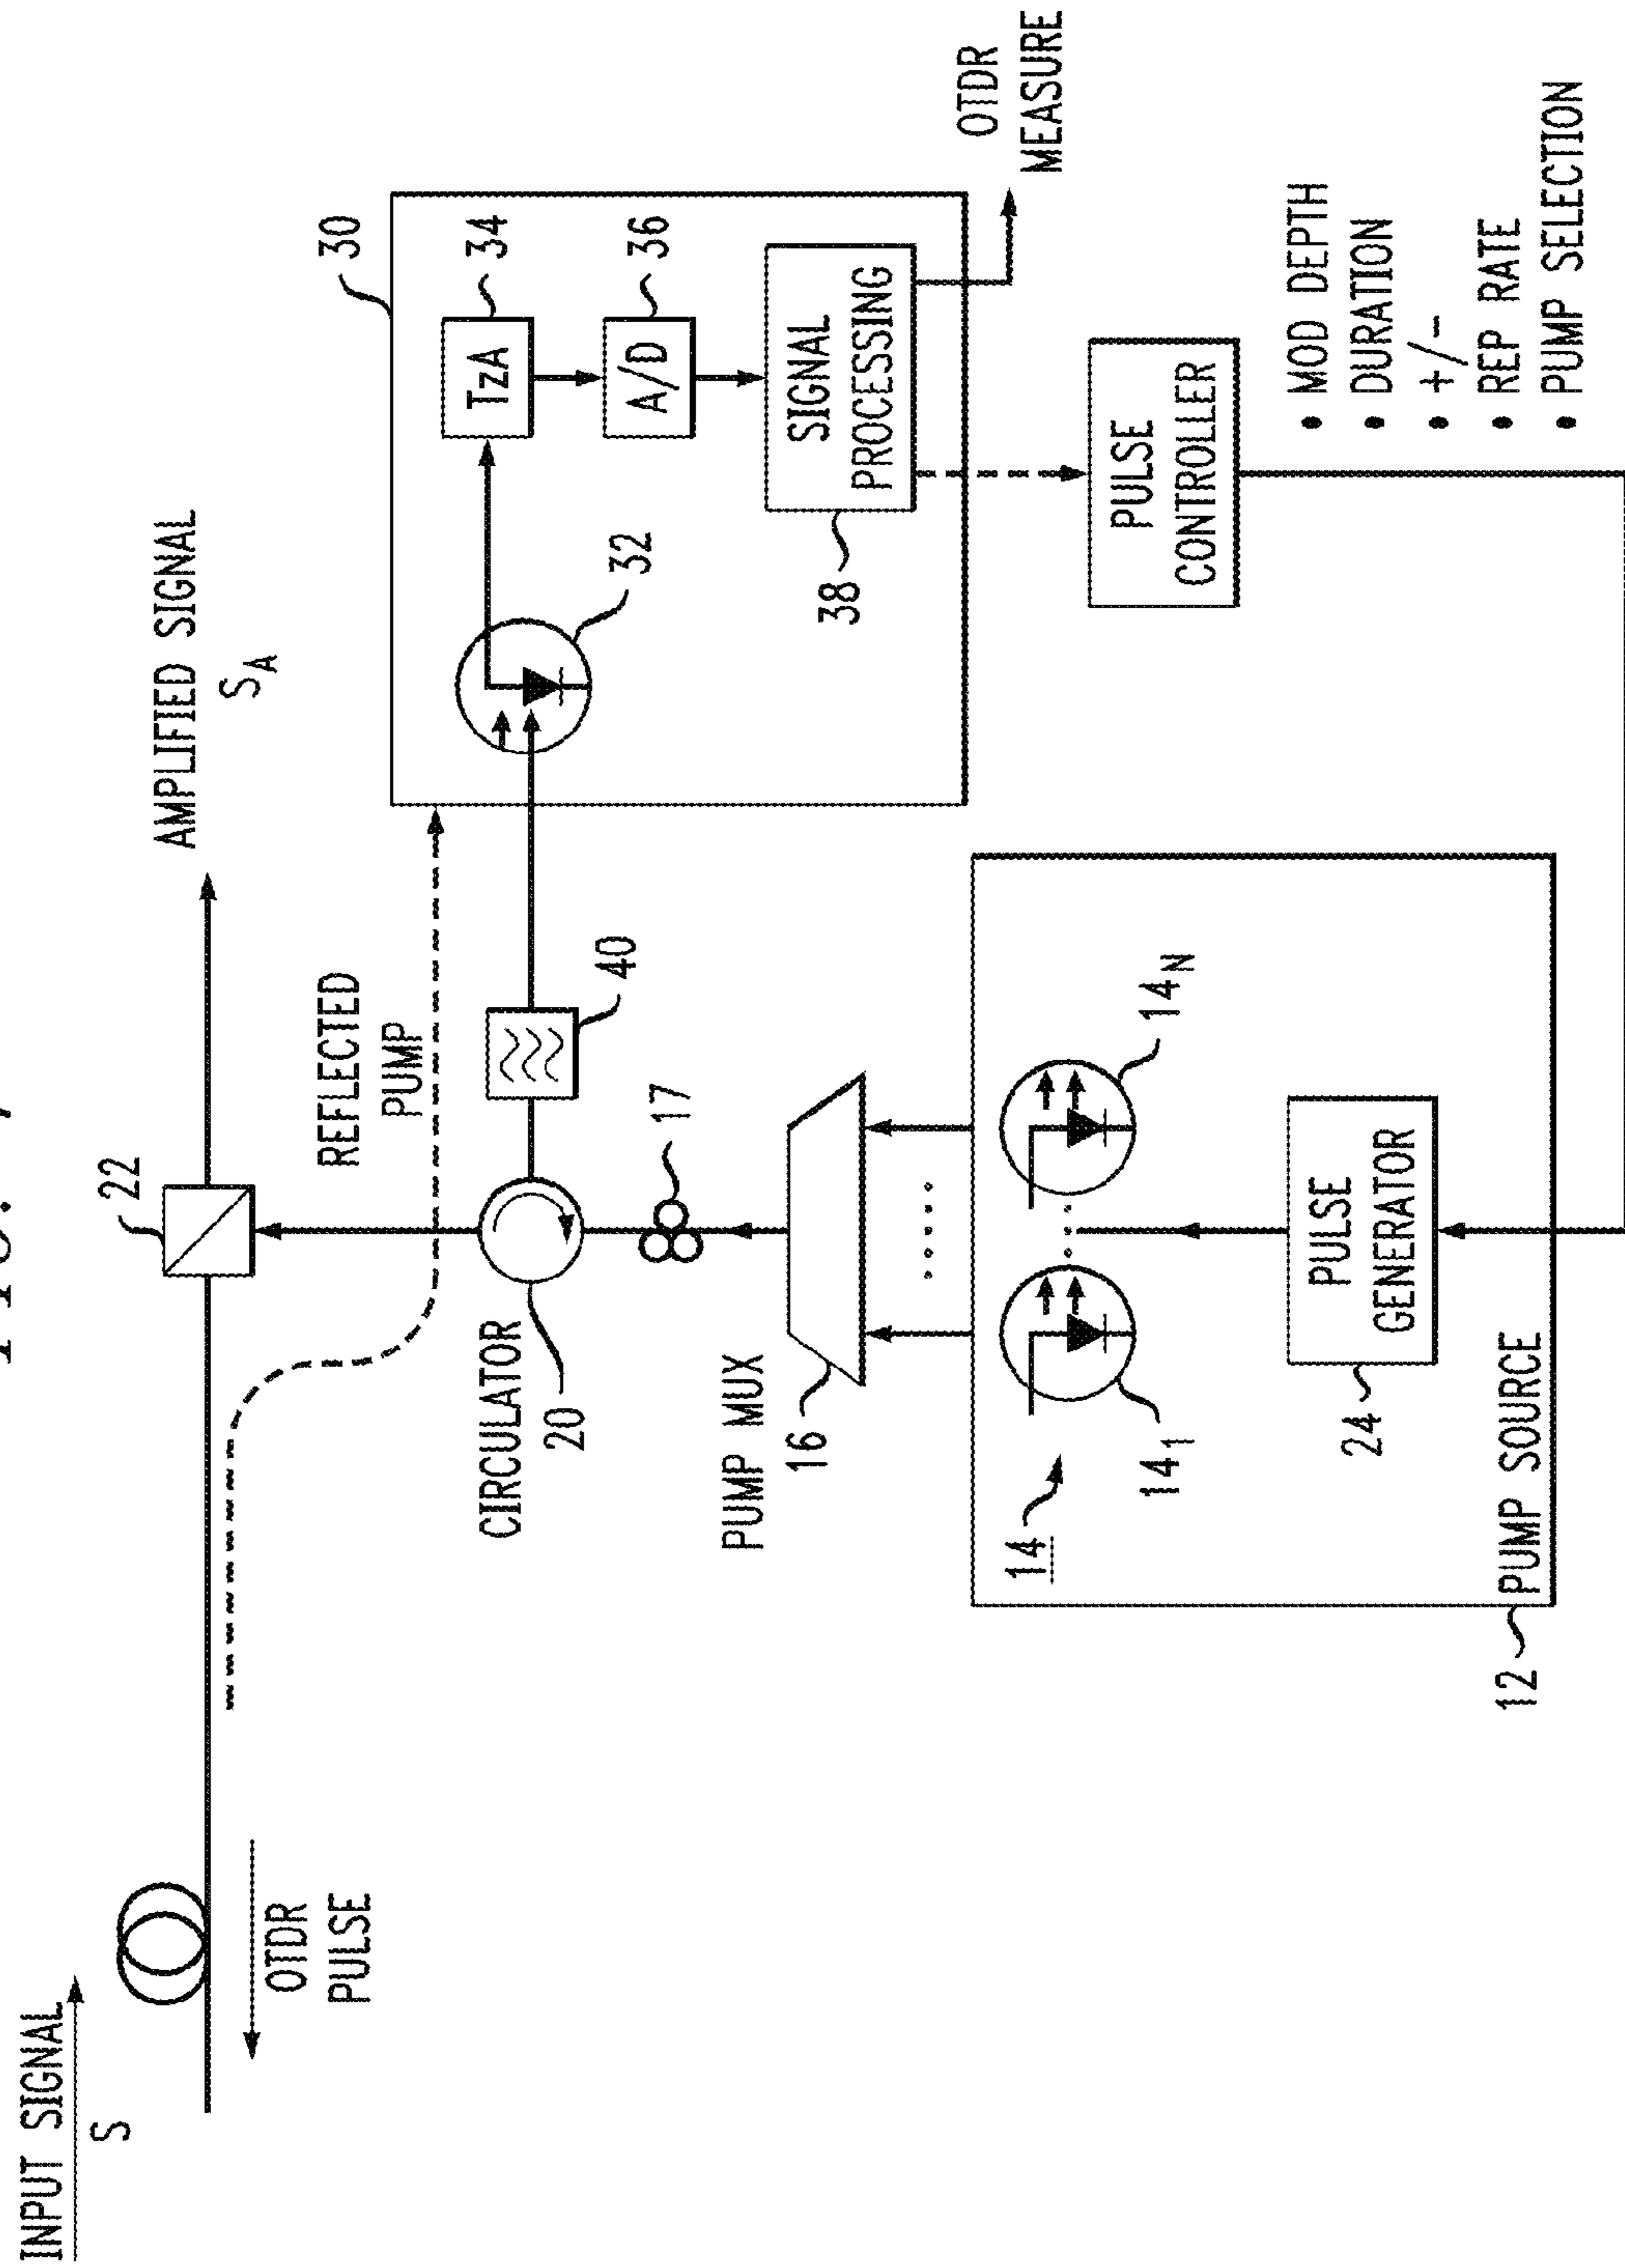 INPUT SIGNAL
S
OTDR
PULSE
22
AMPLIFIED SIGNAL
S_A
REFLECTED
PUMP
CIRCULATOR
20
40
17
PUMP MUX
16
30
32
TzA
34
A/D
36
SIGNAL
PROCESSING
38
OTDR
MEASURE
PULSE
CONTROLLER
• MOD DEPTH
• DURATION
• +/-
• REP RATE
• PUMP SELECTION
14
14_1
14_N
PULSE
GENERATOR
24
PUMP SOURCE
12